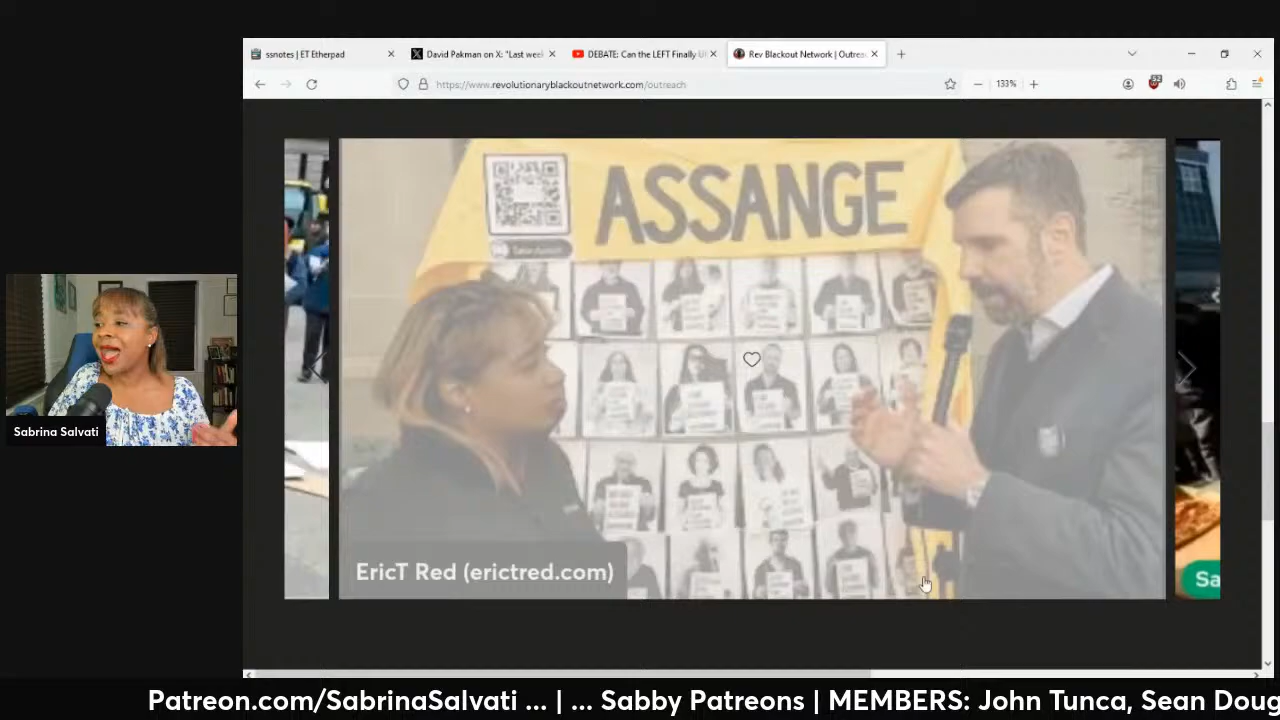 ssnotes | ET Etherpad
David Pakman on X: "Last week
DEBATE: Can the LEFT Finally U
Rev Blackout Network | Outrea
https://www.revolutionaryblackoutnetwork.com/outreach
133%
ASSANGE
Sabrina Salvati
EricT Red (erictred.com)
Sa
Patreon.com/SabrinaSalvati ... | ... Sabby Patreons | MEMBERS: John Tunca, Sean Doug